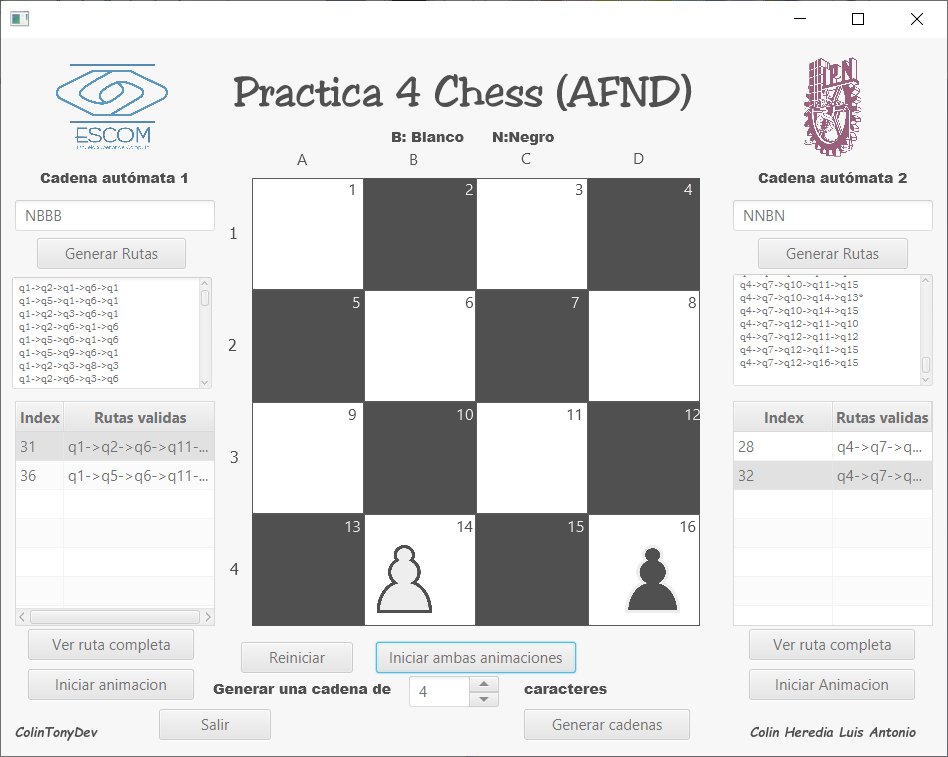 Practica 4 Chess (AFND)
ESCOM
Escuela Superior de Computo
IPN
B: Blanco N:Negro
A B C D
Cadena autómata 1
NBBB
Generar Rutas
q1->q2->q1->q6->q1
q1->q5->q1->q6->q1
q1->q2->q3->q6->q1
q1->q2->q6->q1->q6
q1->q5->q6->q1->q6
q1->q5->q9->q6->q1
q1->q2->q3->q8->q3
q1->q2->q6->q3->q6
Index Rutas validas
31 q1->q2->q6->q11-...
36 q1->q5->q6->q11-...
Ver ruta completa
Iniciar animacion
1 1 2 3 4
2 5 6 7 8
3 9 10 11 12
4 13 14 15 16
Cadena autómata 2
NNBN
Generar Rutas
q4->q7->q10->q11->q15
q4->q7->q10->q14->q13*
q4->q7->q10->q14->q15
q4->q7->q12->q11->q10
q4->q7->q12->q11->q12
q4->q7->q12->q11->q15
q4->q7->q12->q16->q15
Index Rutas validas
28 q4->q7->q...
32 q4->q7->q...
Ver ruta completa
Iniciar Animacion
Reiniciar Iniciar ambas animaciones
Generar una cadena de 4 caracteres
Salir Generar cadenas
ColinTonyDev
Colin Heredia Luis Antonio